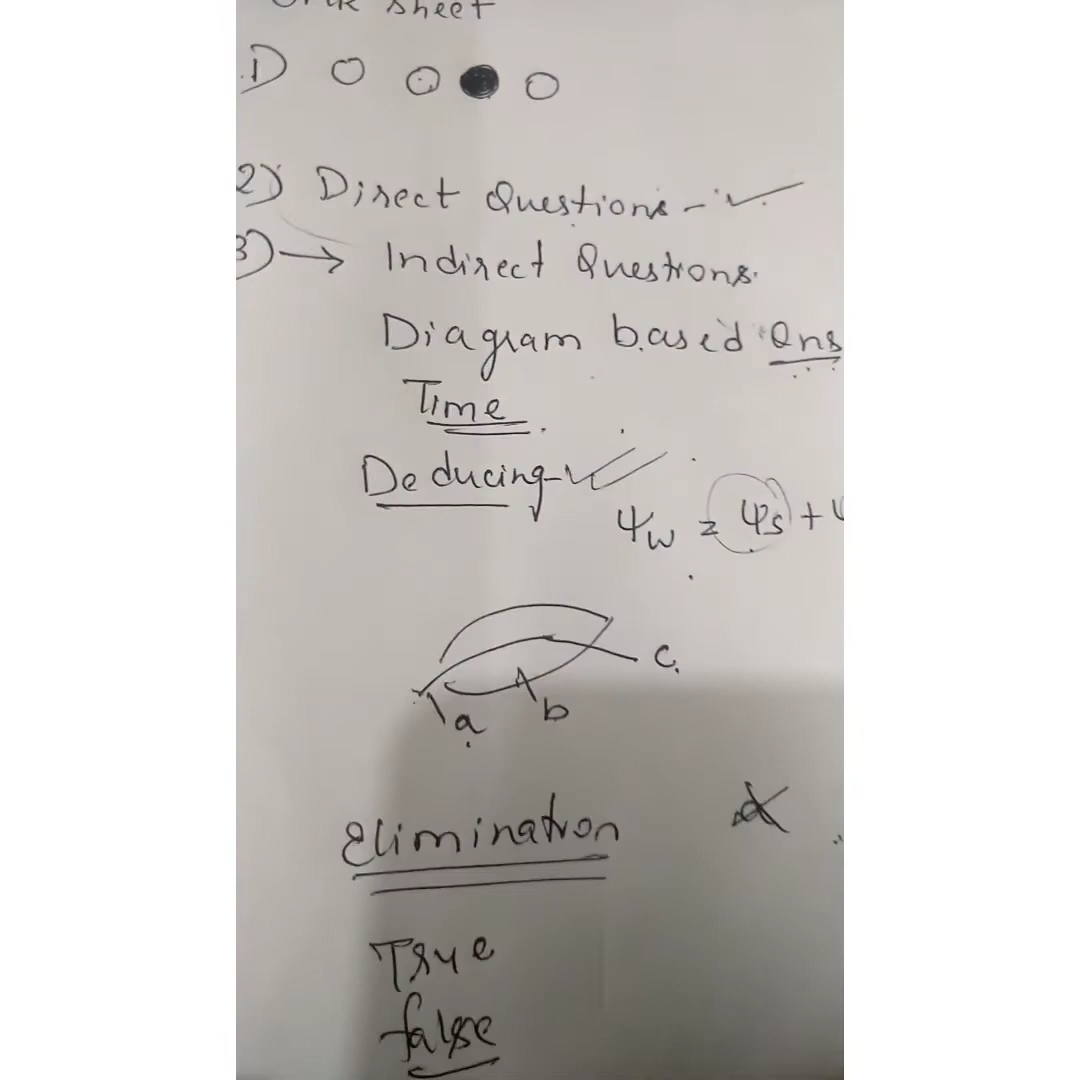 sheet
1)
2) Direct Questions -
3) → Indirect Questions.
Diagram based Qns
Time
Deducing -
Ψw = Ψs +
c.
a
b
Elimination
True
false